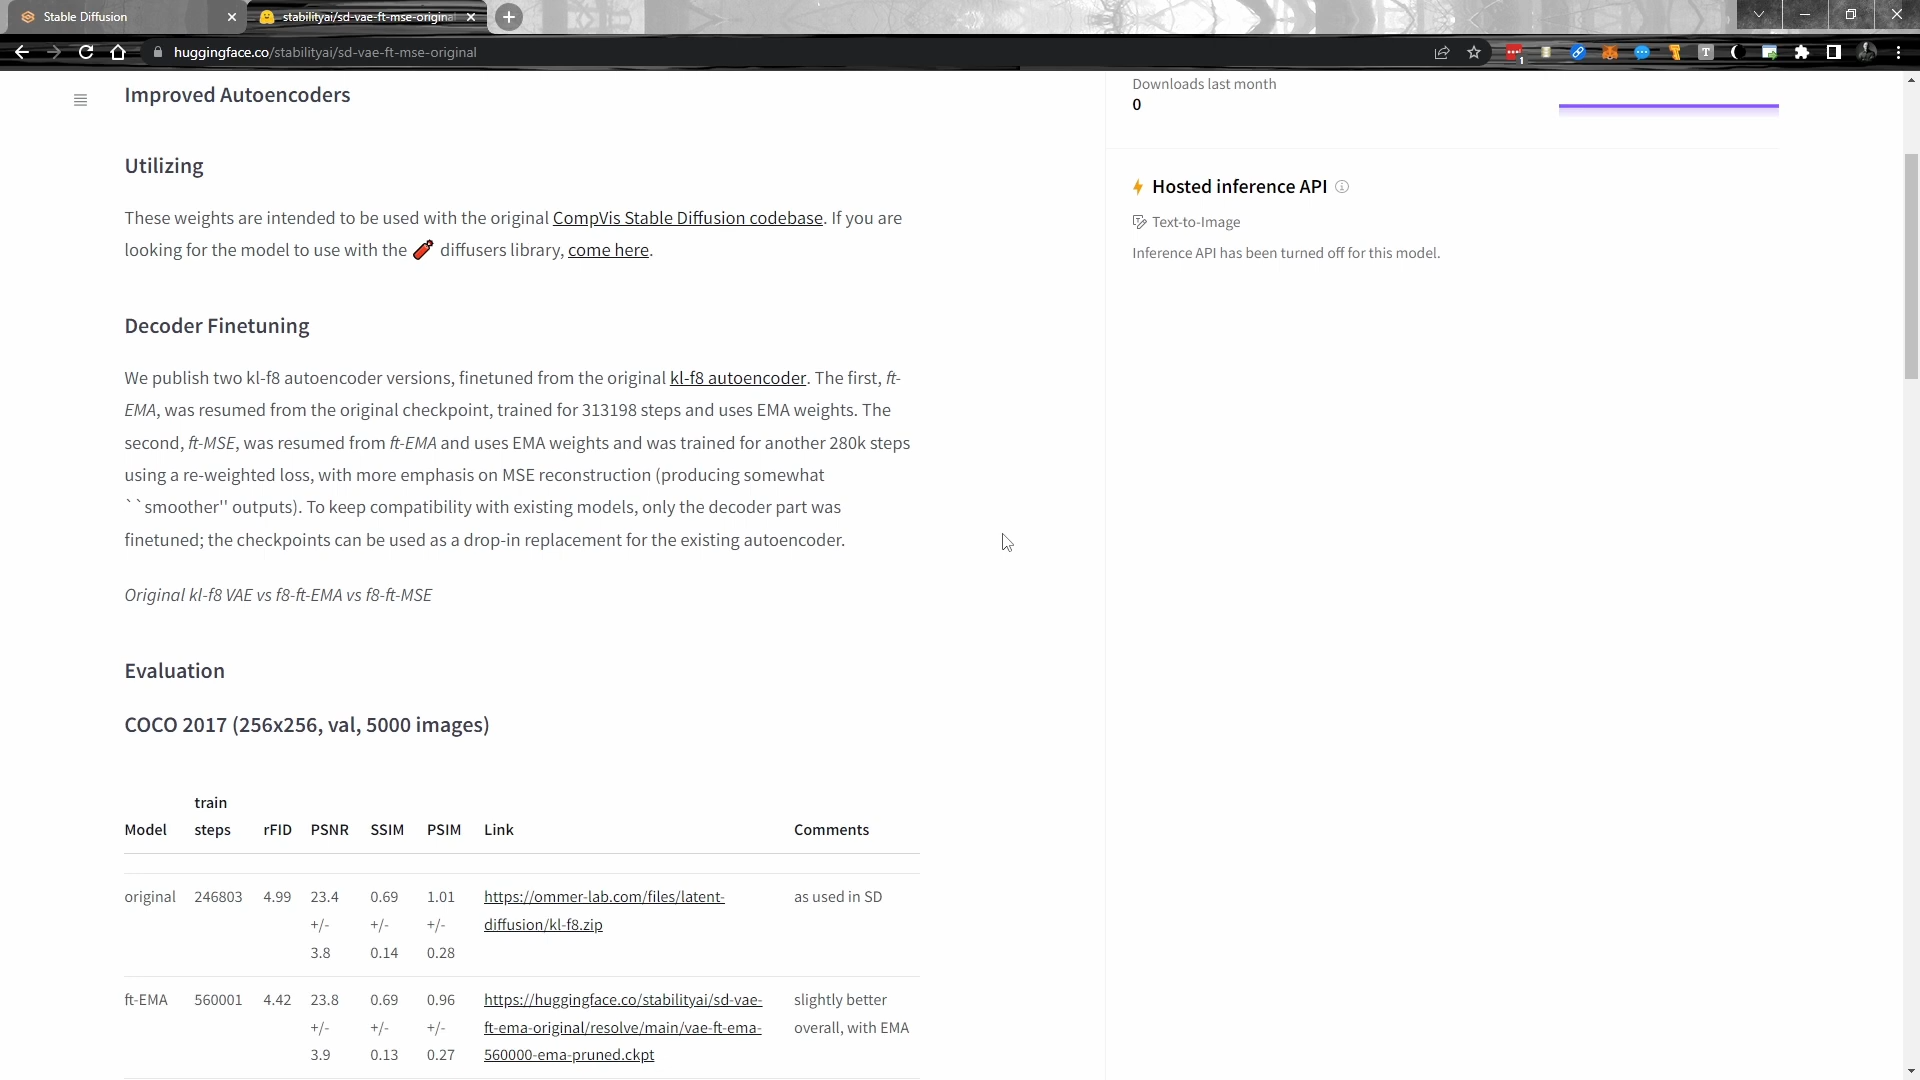 Stable Diffusion
stabilityai/sd-vae-ft-mse-origina
huggingface.co/stabilityai/sd-vae-ft-mse-original
1
T
Improved Autoencoders
Utilizing
These weights are intended to be used with the original CompVis Stable Diffusion codebase. If you are
looking for the model to use with the 🧨 diffusers library, come here.
Decoder Finetuning
We publish two kl-f8 autoencoder versions, finetuned from the original kl-f8 autoencoder. The first, ft-
EMA, was resumed from the original checkpoint, trained for 313198 steps and uses EMA weights. The
second, ft-MSE, was resumed from ft-EMA and uses EMA weights and was trained for another 280k steps
using a re-weighted loss, with more emphasis on MSE reconstruction (producing somewhat
``smoother'' outputs). To keep compatibility with existing models, only the decoder part was
finetuned; the checkpoints can be used as a drop-in replacement for the existing autoencoder.
Original kl-f8 VAE vs f8-ft-EMA vs f8-ft-MSE
Evaluation
COCO 2017 (256x256, val, 5000 images)
train
Model steps rFID PSNR SSIM PSIM Link Comments
original 246803 4.99 23.4 0.69 1.01 https://ommer-lab.com/files/latent- as used in SD
+/- +/- +/- diffusion/kl-f8.zip
3.8 0.14 0.28
ft-EMA 560001 4.42 23.8 0.69 0.96 https://huggingface.co/stabilityai/sd-vae- slightly better
+/- +/- +/- ft-ema-original/resolve/main/vae-ft-ema- overall, with EMA
3.9 0.13 0.27 560000-ema-pruned.ckpt
Downloads last month
0
Hosted inference API
Text-to-Image
Inference API has been turned off for this model.